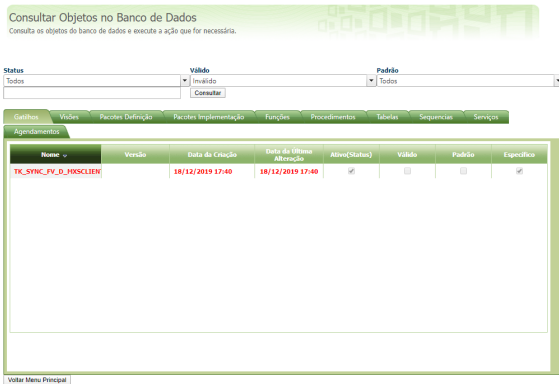 Consultar Objetos no Banco de Dados
Consulta os objetos do banco de dados e execute a ação que for necessária.
Status Válido Padrão
Todos Inválido Todos
Consultar
Gatilhos Visões Pacotes Definição Pacotes Implementação Funções Procedimentos Tabelas Sequencias Serviços
Agendamentos
Nome Versão Data da Criação Data da Última Alteração Ativo(Status) Válido Padrão Específico
TK_SYNC_FV_D_HXSCLIEN 18/12/2019 17:40 18/12/2019 17:40
Voltar Menu Principal